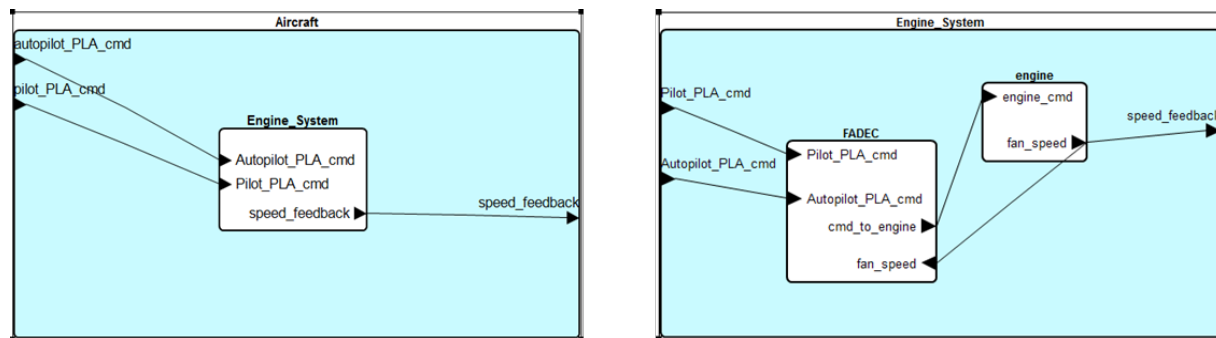 Aircraft
autopilot_PLA_cmd
pilot_PLA_cmd
Engine_System
Autopilot_PLA_cmd
Pilot_PLA_cmd
speed_feedback
speed_feedback
Engine_System
Pilot_PLA_cmd
Autopilot_PLA_cmd
FADEC
Pilot_PLA_cmd
Autopilot_PLA_cmd
cmd_to_engine
fan_speed
engine
engine_cmd
fan_speed
speed_feedback